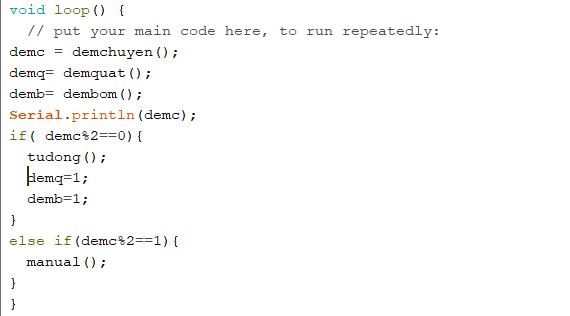 void loop() {
  // put your main code here, to run repeatedly:
demc = demchuyen();
demq= demquat();
demb= dembom();
Serial.println(demc);
if( demc%2==0){
  tudong();
  demq=1;
  demb=1;
}
else if(demc%2==1){
  manual();
}
}